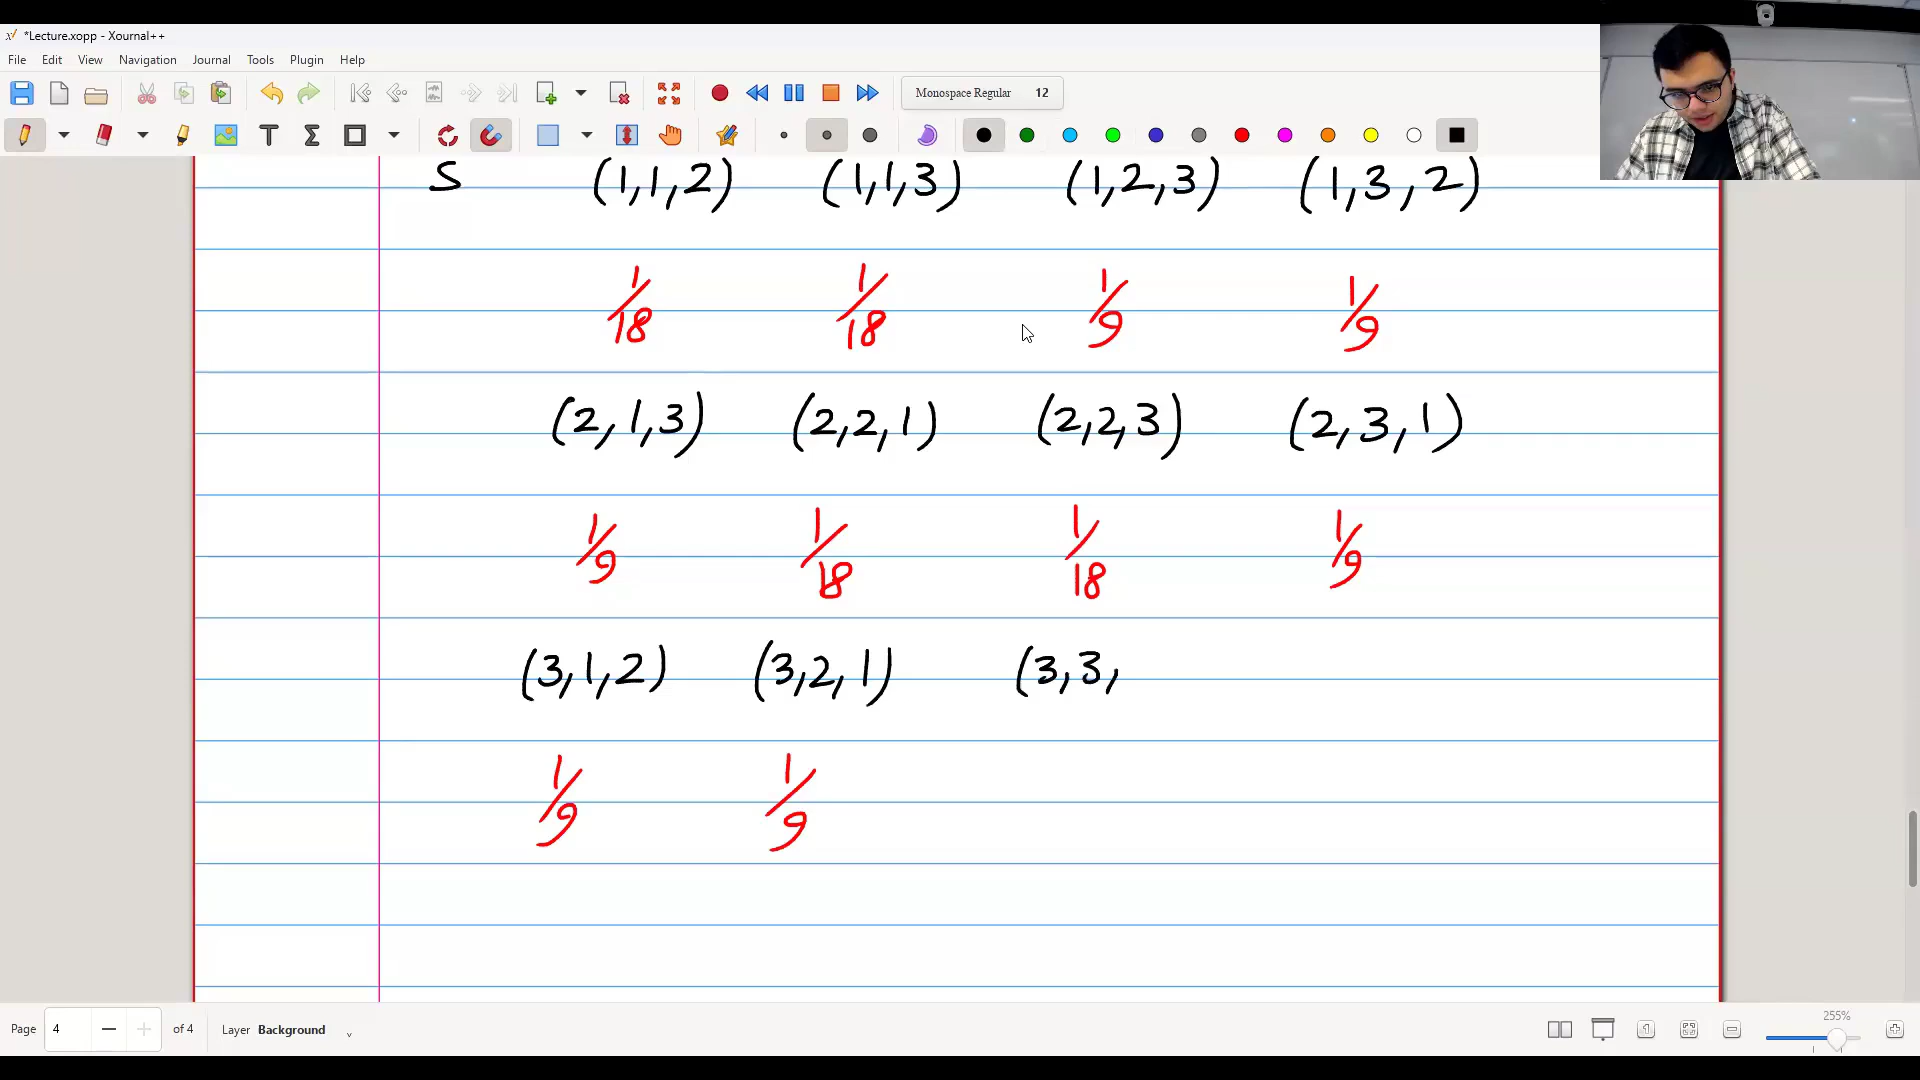 *Lecture.xopp - Xournal++
File Edit View Navigation Journal Tools Plugin Help
Monospace Regular 12
S (1,1,2) (1,1,3) (1,2,3) (1,3,2)
1/18 1/18 1/9 1/9
(2,1,3) (2,2,1) (2,2,3) (2,3,1)
1/9 1/18 1/18 1/9
(3,1,2) (3,2,1) (3,3,
1/9 1/9
Page 4 of 4 Layer Background 255%